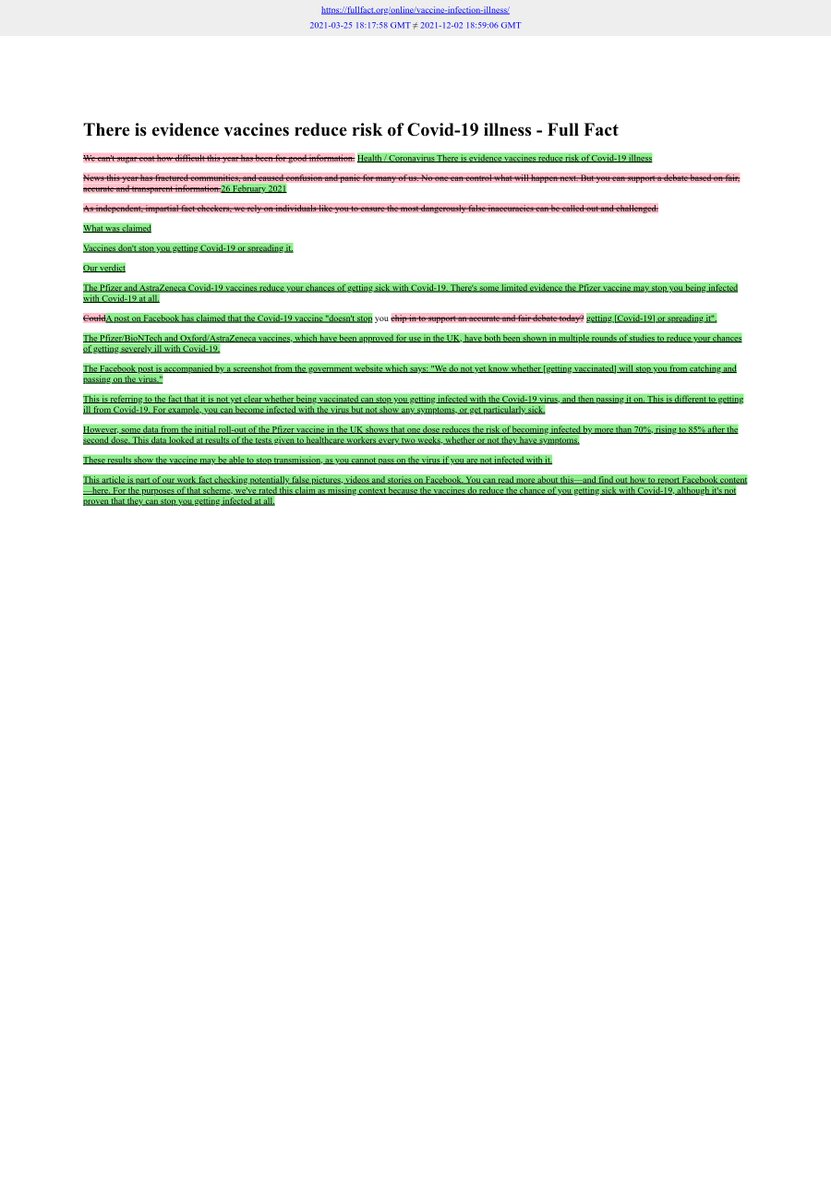 https://fullfact.org/online/vaccine-infection-illness/
2021-03-25 18:17:58 GMT ≠ 2021-12-02 18:59:06 GMT
There is evidence vaccines reduce risk of Covid-19 illness - Full Fact
We can't sugar coat how difficult this year has been for good information. Health / Coronavirus There is evidence vaccines reduce risk of Covid-19 illness
News this year has fractured communities, and caused confusion and panic for many of us. No one can control what will happen next. But you can support a debate based on fair,
accurate and transparent information.26 February 2021
As independent, impartial fact checkers, we rely on individuals like you to ensure the most dangerously false inaccuracies can be called out and challenged.
What was claimed
Vaccines don't stop you getting Covid-19 or spreading it.
Our verdict
The Pfizer and AstraZeneca Covid-19 vaccines reduce your chances of getting sick with Covid-19. There's some limited evidence the Pfizer vaccine may stop you being infected
with Covid-19 at all.
CouldA post on Facebook has claimed that the Covid-19 vaccine "doesn't stop you chip in to support an accurate and fair debate today? getting [Covid-19] or spreading it".
The Pfizer/BioNTech and Oxford/AstraZeneca vaccines, which have been approved for use in the UK, have both been shown in multiple rounds of studies to reduce your chances
of getting severely ill with Covid-19.
The Facebook post is accompanied by a screenshot from the government website which says: "We do not yet know whether [getting vaccinated] will stop you from catching and
passing on the virus."
This is referring to the fact that it is not yet clear whether being vaccinated can stop you getting infected with the Covid-19 virus, and then passing it on. This is different to getting
ill from Covid-19. For example, you can become infected with the virus but not show any symptoms, or get particularly sick.
However, some data from the initial roll-out of the Pfizer vaccine in the UK shows that one dose reduces the risk of becoming infected by more than 70%, rising to 85% after the
second dose. This data looked at results of the tests given to healthcare workers every two weeks, whether or not they have symptoms.
These results show the vaccine may be able to stop transmission, as you cannot pass on the virus if you are not infected with it.
This article is part of our work fact checking potentially false pictures, videos and stories on Facebook. You can read more about this—and find out how to report Facebook content
—here. For the purposes of that scheme, we've rated this claim as missing context because the vaccines do reduce the chance of you getting sick with Covid-19, although it's not
proven that they can stop you getting infected at all.